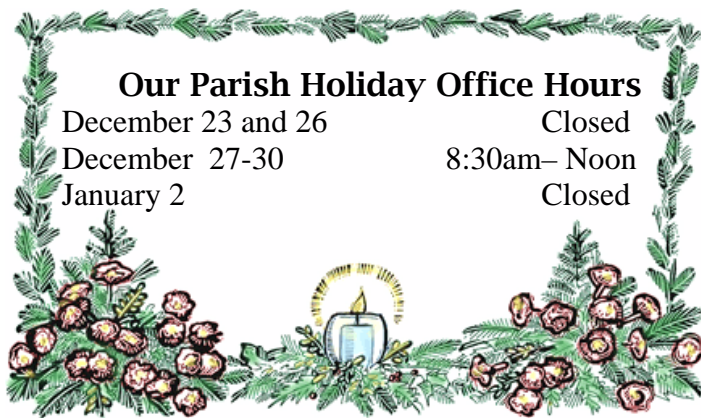 Our Parish Holiday Office Hours
December 23 and 26 Closed
December 27-30 8:30am– Noon
January 2 Closed